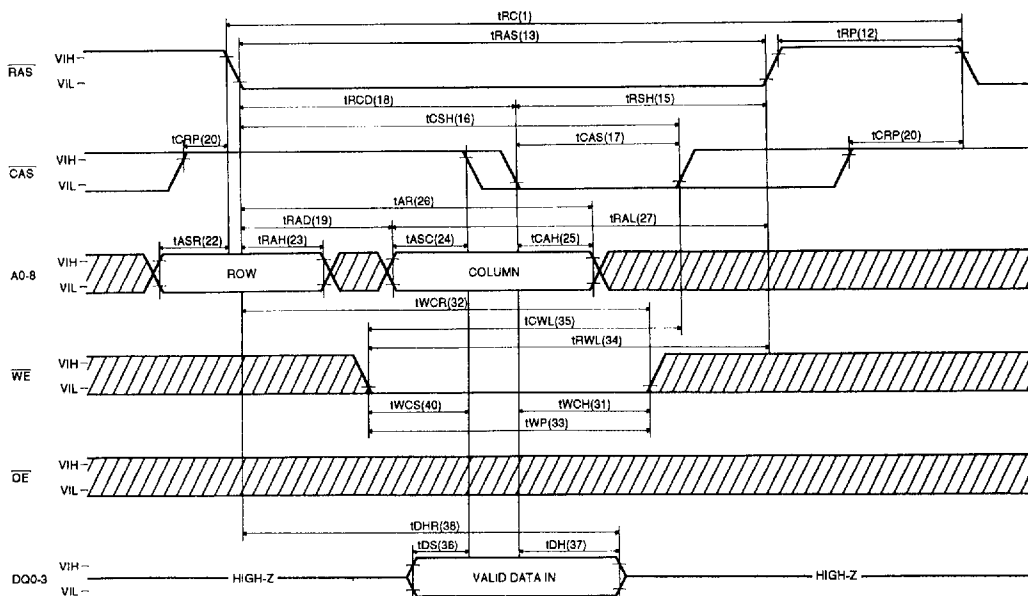 tRC(1)
tRAS(13)
tRP(12)
RAS
VIH
VIL
tRCD(18)
tRSH(15)
tCSH(16)
tCRP(20)
tCAS(17)
tCRP(20)
CAS
VIH
VIL
tAR(26)
tRAD(19)
tRAL(27)
tASR(22)
tRAH(23)
tASC(24)
tCAH(25)
A0-8
VIH
VIL
ROW
COLUMN
tWCR(32)
tCWL(35)
tRWL(34)
WE
VIH
VIL
tWCS(40)
tWCH(31)
tWP(33)
OE
VIH
VIL
tDHR(38)
tDS(36)
tDH(37)
DQ0-3
VIH
VIL
HIGH-Z
VALID DATA IN
HIGH-Z